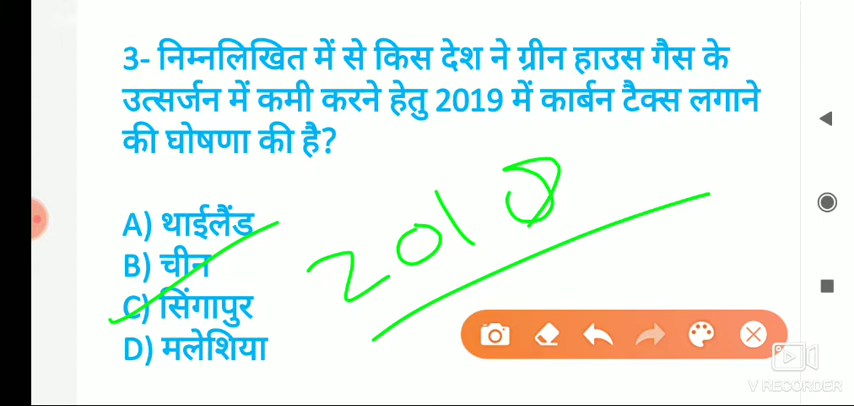 3- निम्नलिखित में से किस देश ने ग्रीन हाउस गैस के
उत्सर्जन में कमी करने हेतु 2019 में कार्बन टैक्स लगाने
की घोषणा की है?
A) थाईलैंड
B) चीन
C) सिंगापुर
D) मलेशिया
2018
V RECORDER